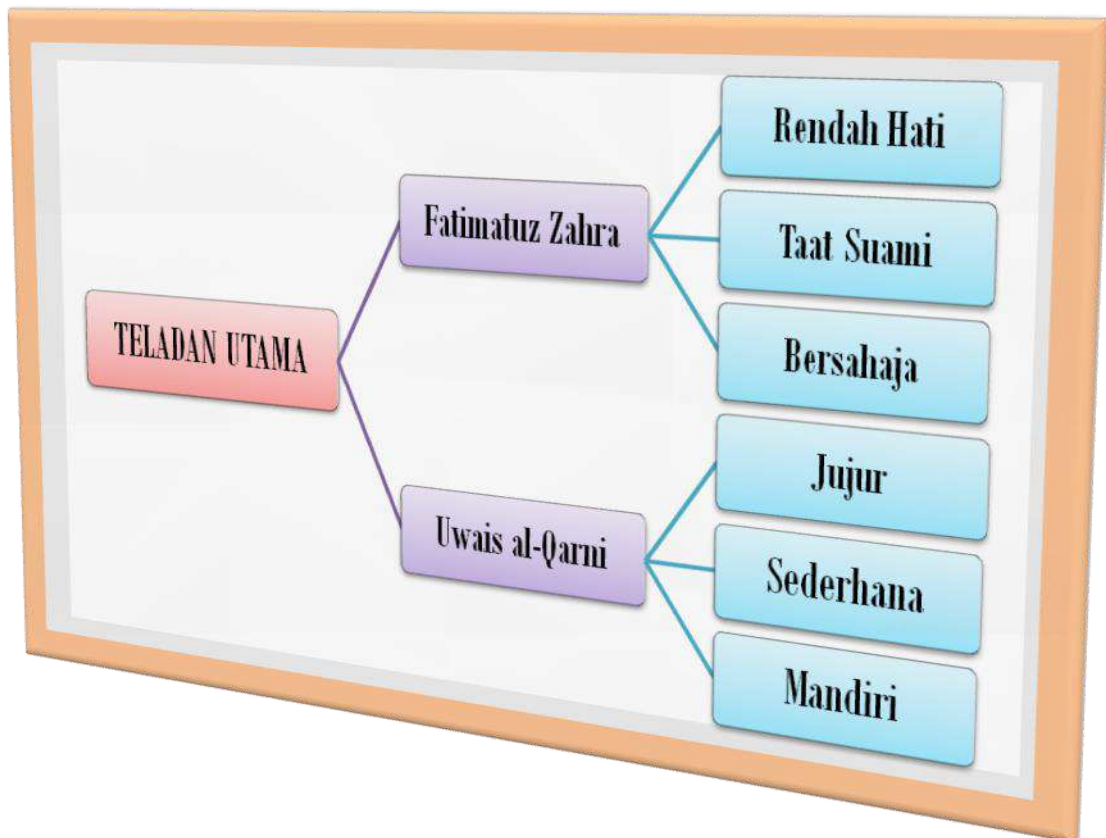 TELADAN UTAMA
Fatimatuz Zahra
Rendah Hati
Taat Suami
Bersahaja
Uwais al-Qarni
Jujur
Sederhana
Mandiri